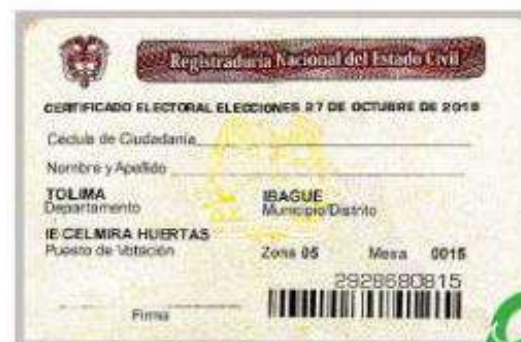 Registraduría Nacional del Estado Civil
CERTIFICADO ELECTORAL ELECCIONES 27 DE OCTUBRE DE 2019
Cedula de Ciudadanía
Nombre y Apellido
TOLIMA IBAGUE
Departamento Municipio/Distrito
IE CELMIRA HUERTAS
Puesto de Votación Zona 05 Mesa 0015
2928680815
Firma